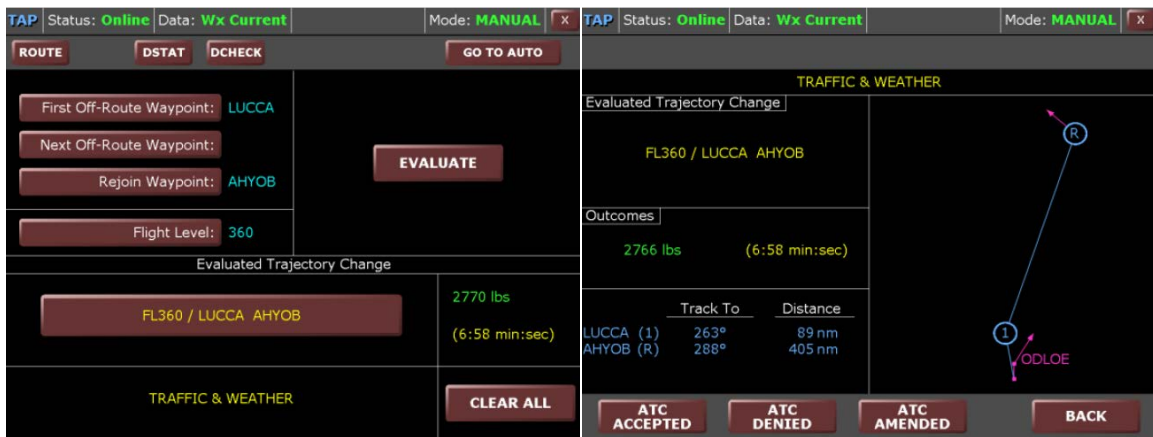 TAP Status: Online Data: Wx Current Mode: MANUAL X
ROUTE DSTAT DCHECK GO TO AUTO
First Off-Route Waypoint: LUCCA
Next Off-Route Waypoint:
EVALUATE
Rejoin Waypoint: AHYOB
Flight Level: 360
Evaluated Trajectory Change
FL360 / LUCCA AHYOB
2770 lbs
(6:58 min:sec)
TRAFFIC & WEATHER
CLEAR ALL
TAP Status: Online Data: Wx Current Mode: MANUAL X
TRAFFIC & WEATHER
Evaluated Trajectory Change
FL360 / LUCCA AHYOB
Outcomes
2766 lbs (6:58 min:sec)
Track To Distance
LUCCA (1) 263° 89 nm
AHYOB (R) 288° 405 nm
R
1
ODLOE
ATC ACCEPTED
ATC DENIED
ATC AMENDED
BACK